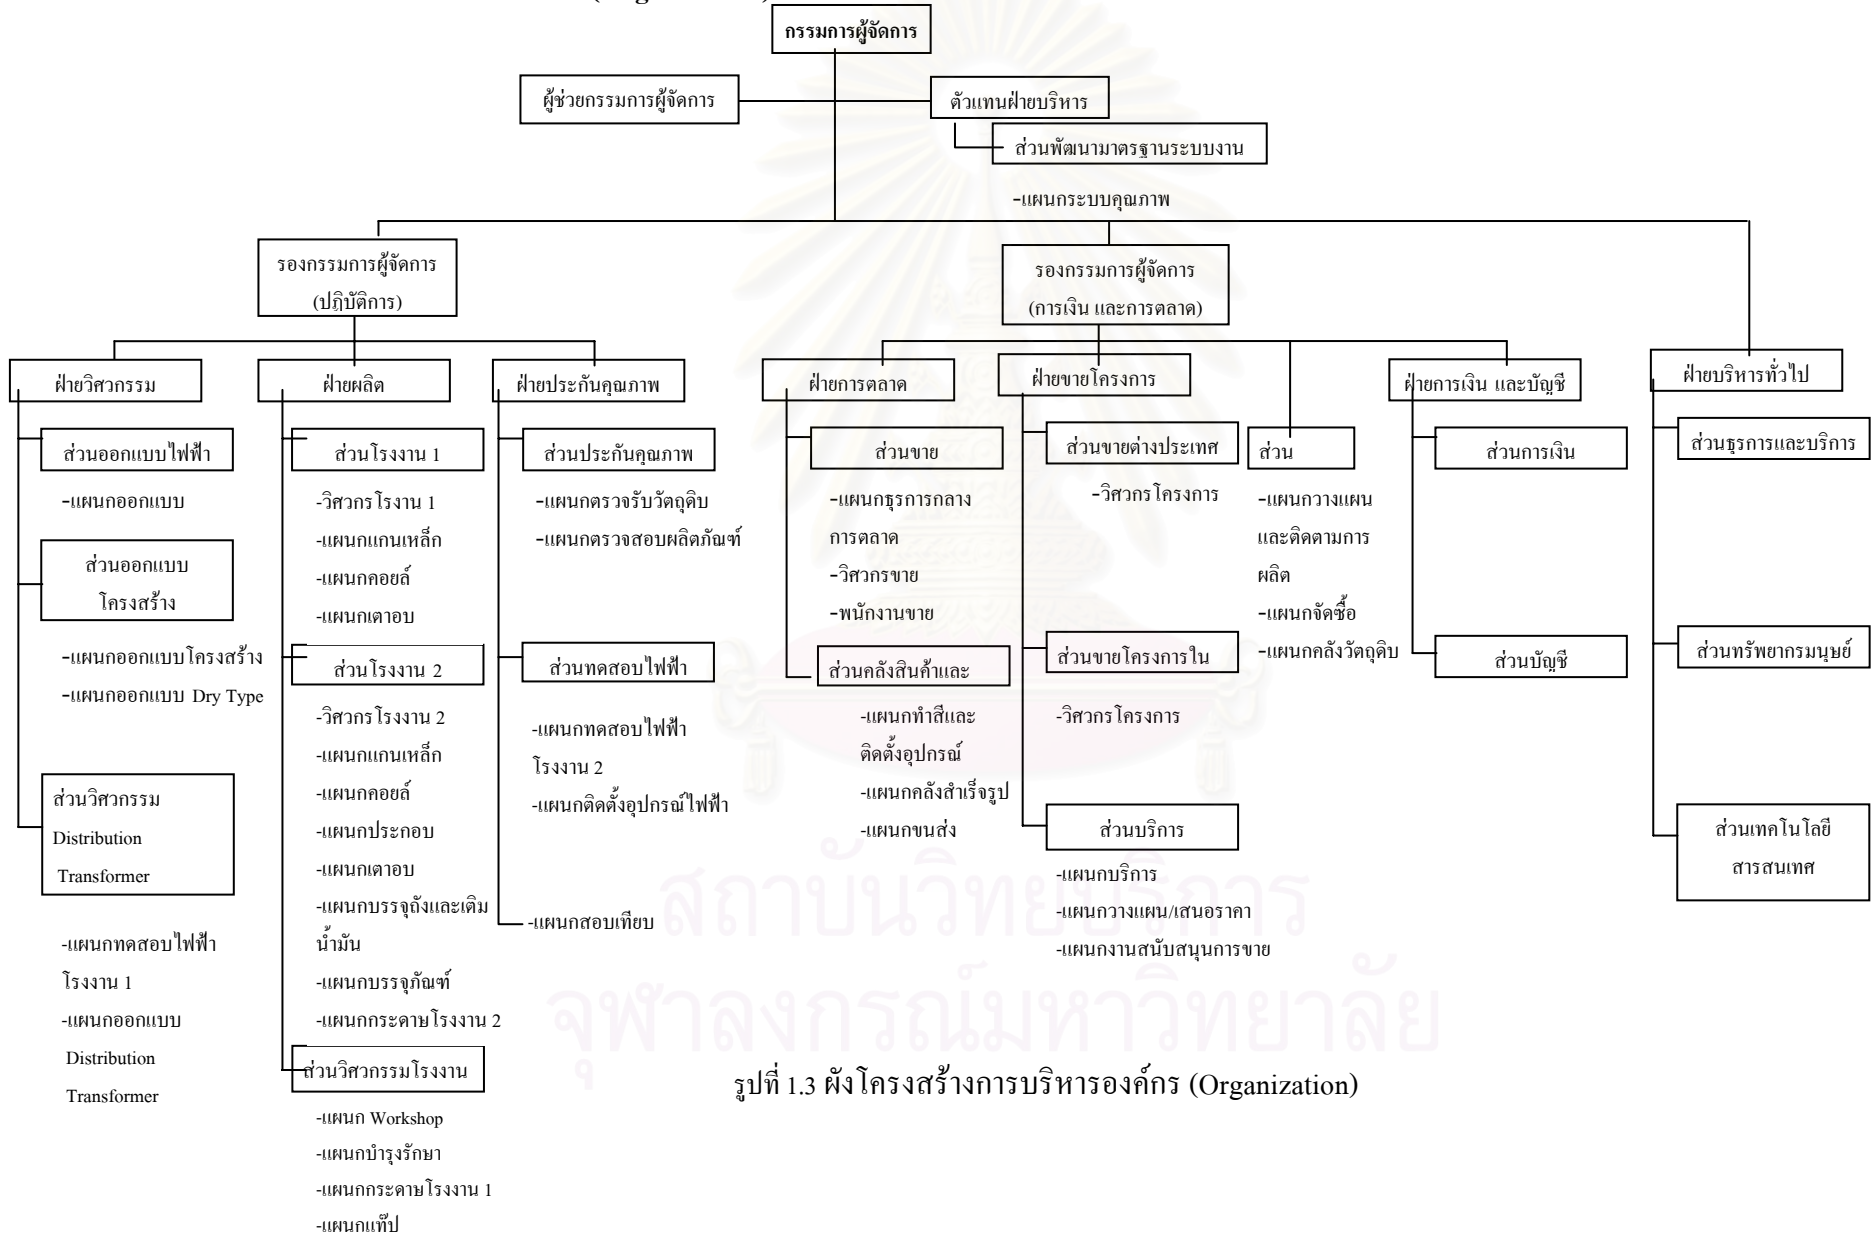 กรรมการผู้จัดการ
ผู้ช่วยกรรมการผู้จัดการ
ตัวแทนฝ่ายบริหาร
ส่วนพัฒนามาตรฐานระบบงาน
-แผนกระบบคุณภาพ
รองกรรมการผู้จัดการ
(ปฏิบัติการ)
รองกรรมการผู้จัดการ
(การเงิน และการตลาด)
ฝ่ายวิศวกรรม
ส่วนออกแบบไฟฟ้า
-แผนกออกแบบ
ส่วนออกแบบ
โครงสร้าง
-แผนกออกแบบโครงสร้าง
-แผนกออกแบบ Dry Type
ส่วนวิศวกรรม
Distribution
Transformer
-แผนกทดสอบไฟฟ้า
โรงงาน 1
-แผนกออกแบบ
Distribution
Transformer
ฝ่ายผลิต
ส่วนโรงงาน 1
-วิศวกรโรงาน 1
-แผนกแกนเหล็ก
-แผนกคอยล์
-แผนกเตาอบ
ส่วนโรงงาน 2
-วิศวกรโรงาน 2
-แผนกแกนเหล็ก
-แผนกคอยล์
-แผนกประกอบ
-แผนกเตาอบ
-แผนกบรรจุถังและเติม
น้ำมัน
-แผนกบรรจุภัณฑ์
-แผนกกระดาษโรงงาน 2
ส่วนวิศวกรรมโรงงาน
-แผนก Workshop
-แผนกบำรุงรักษา
-แผนกกระดาษโรงงาน 1
-แผนกแท๊ป
ฝ่ายประกันคุณภาพ
ส่วนประกันคุณภาพ
-แผนกตรวจรับวัตถุดิบ
-แผนกตรวจสอบผลิตภัณฑ์
ส่วนทดสอบไฟฟ้า
-แผนกทดสอบไฟฟ้า
โรงงาน 2
-แผนกติดตั้งอุปกรณ์ไฟฟ้า
-แผนกสอบเทียบ
ฝ่ายการตลาด
ส่วนขาย
-แผนกธุรการกลาง
การตลาด
-วิศวกรขาย
-พนักงานขาย
ส่วนคลังสินค้าและ
-แผนกทำสีและ
ติดตั้งอุปกรณ์
-แผนกคลังสำเร็จรูป
-แผนกขนส่ง
ฝ่ายขายโครงการ
ส่วนขายต่างประเทศ
-วิศวกรโครงการ
ส่วนขายโครงการใน
-วิศวกรโครงการ
ส่วนบริการ
-แผนกบริการ
-แผนกวางแผน/เสนอราคา
-แผนกงานสนับสนุนการขาย
ส่วน
-แผนกวางแผน
และติดตามการ
ผลิต
-แผนกจัดซื้อ
-แผนกคลังวัตถุดิบ
ฝ่ายการเงิน และบัญชี
ส่วนการเงิน
ส่วนบัญชี
ฝ่ายบริหารทั่วไป
ส่วนธุรการและบริการ
ส่วนทรัพยากรมนุษย์
ส่วนเทคโนโลยี
สารสนเทศ
สถาบันวิทยบริการ
จุฬาลงกรณ์มหาวิทยาลัย
รูปที่ 1.3 ผังโครงสร้างการบริหารองค์กร (Organization)